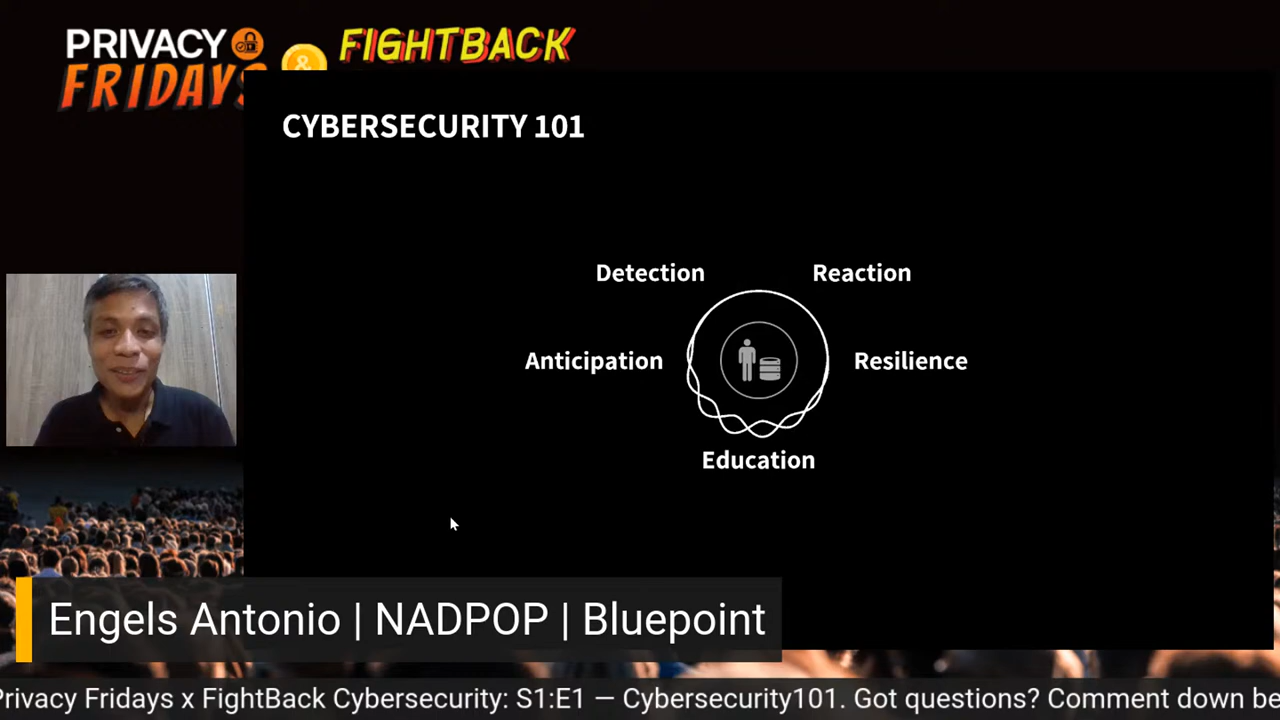 PRIVACY
FRIDAYS
&
FIGHTBACK
CYBERSECURITY 101
Detection
Reaction
Anticipation
Resilience
Education
Engels Antonio | NADPOP | Bluepoint
Privacy Fridays x FightBack Cybersecurity: S1:E1 — Cybersecurity101. Got questions? Comment down be